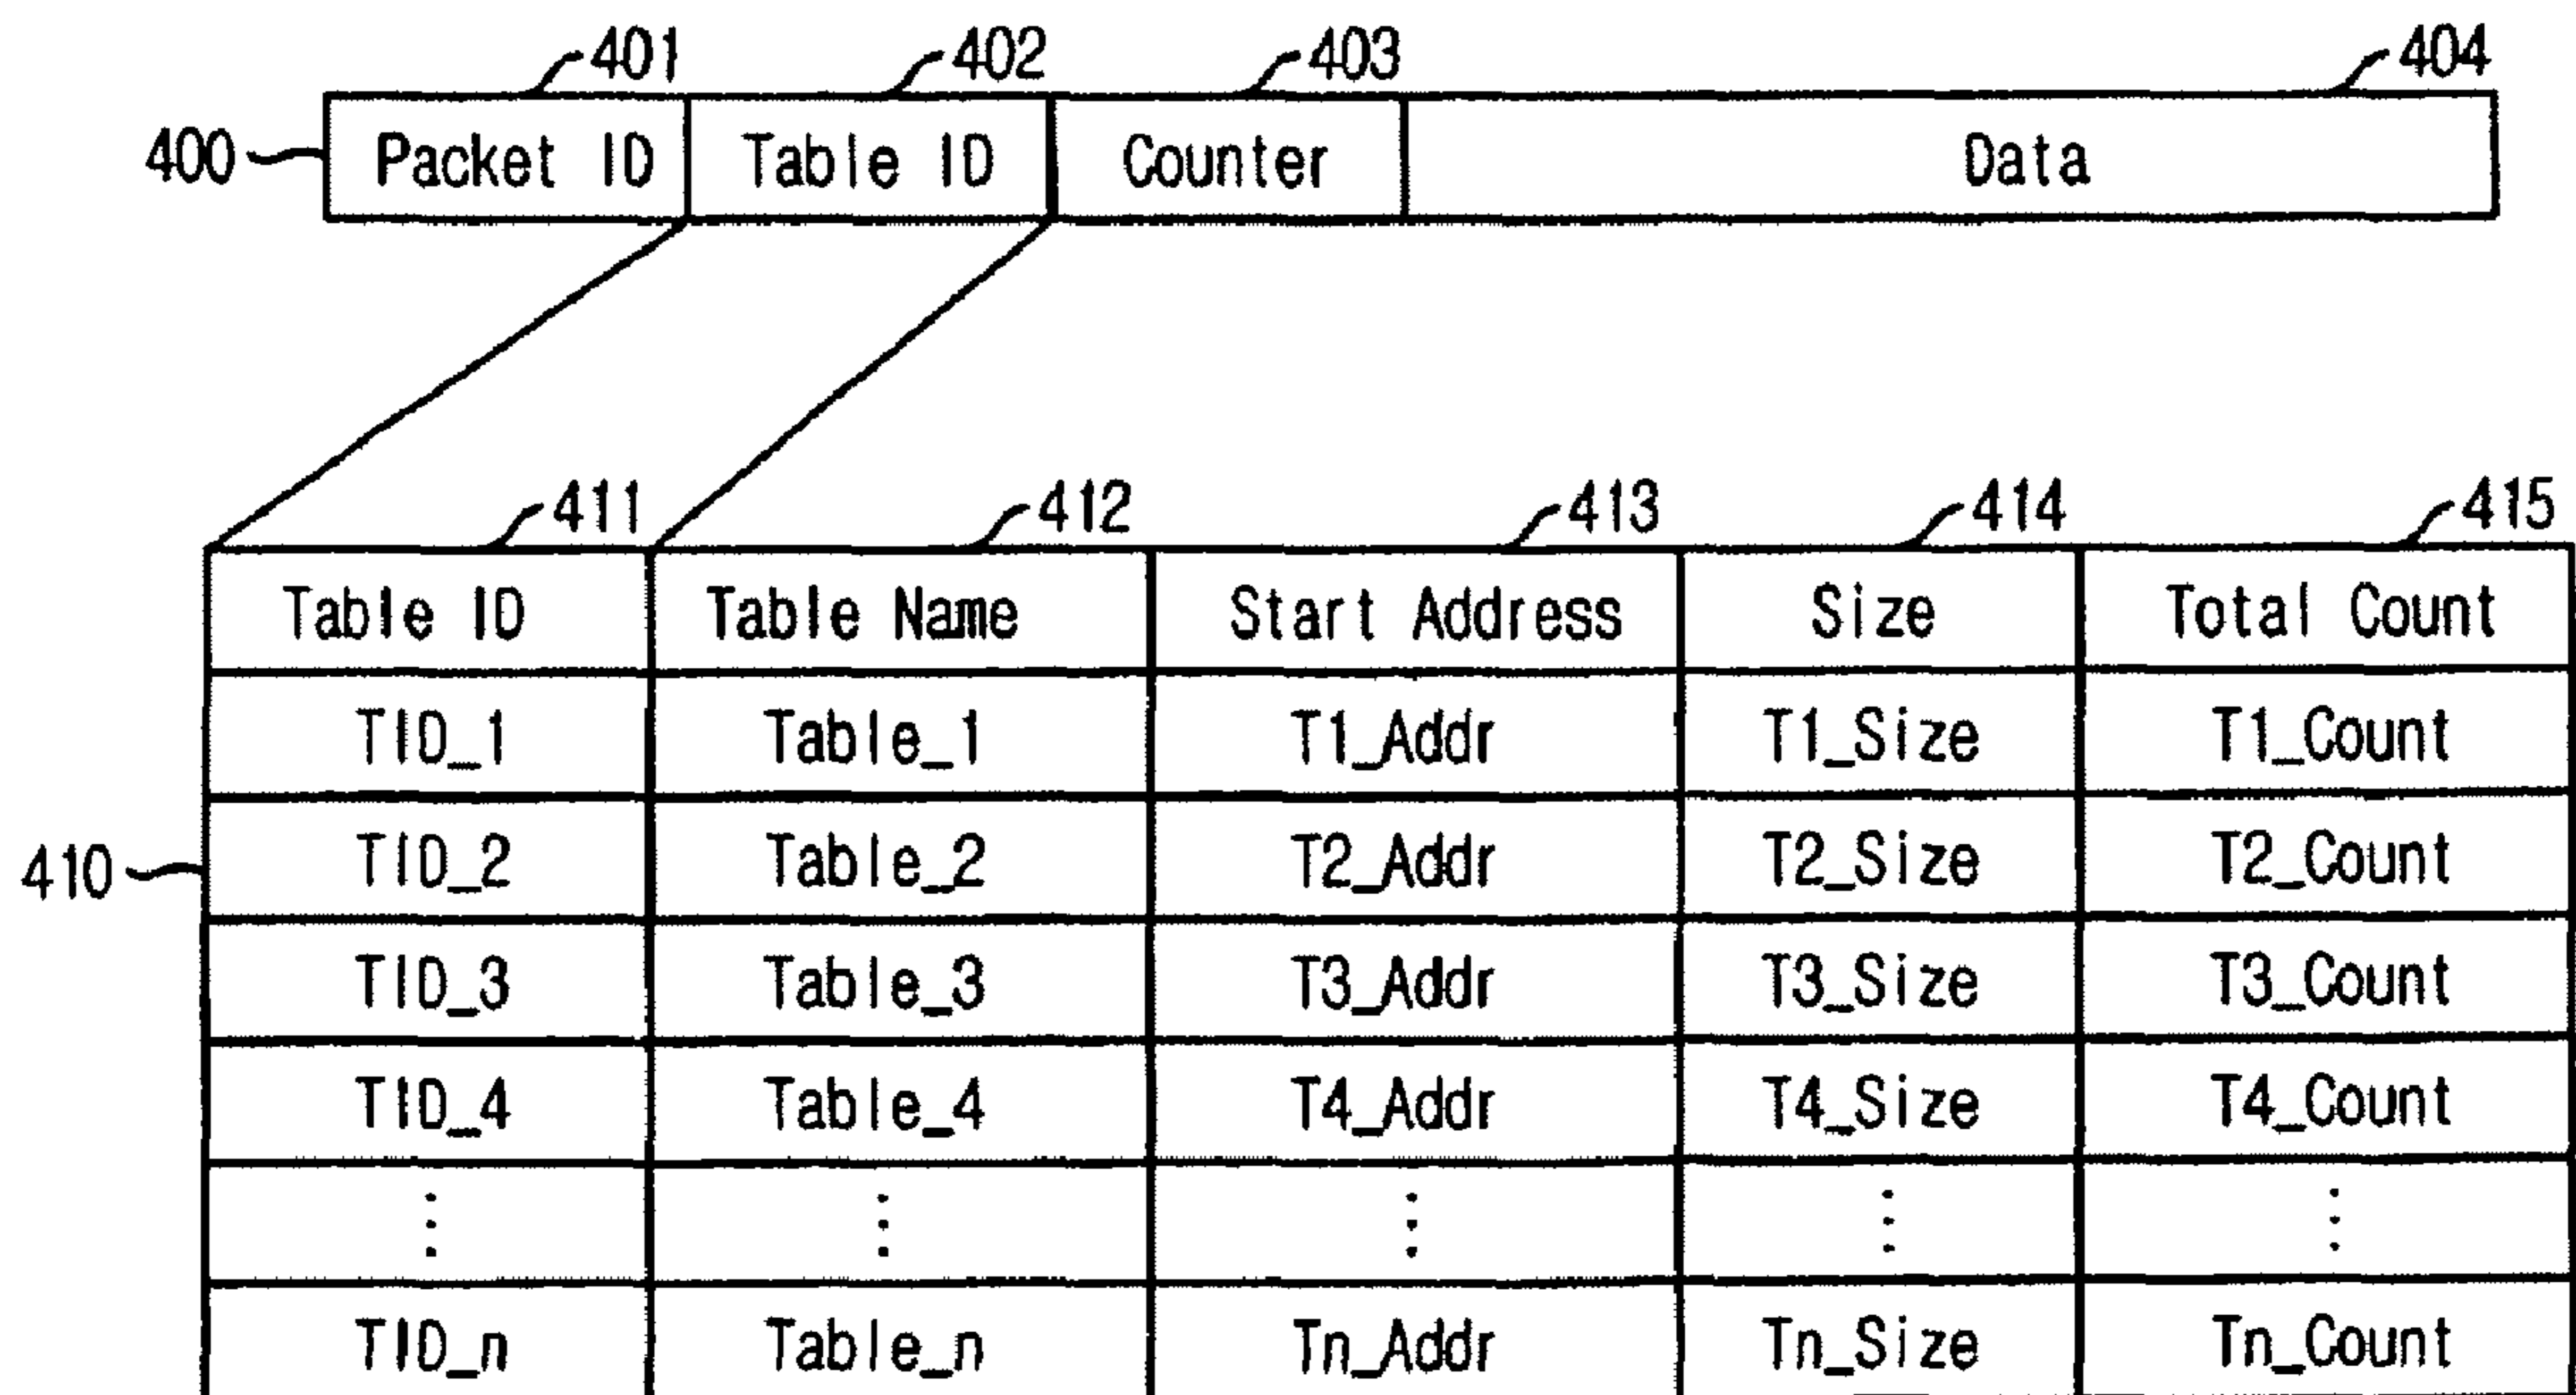 401 402 403 404
400 Packet ID Table ID Counter Data
411 412 413 414 415
Table ID Table Name Start Address Size Total Count
TID_1 Table_1 T1_Addr T1_Size T1_Count
410 TID_2 Table_2 T2_Addr T2_Size T2_Count
TID_3 Table_3 T3_Addr T3_Size T3_Count
TID_4 Table_4 T4_Addr T4_Size T4_Count
⋮ ⋮ ⋮ ⋮ ⋮
TID_n Table_n Tn_Addr Tn_Size Tn_Count